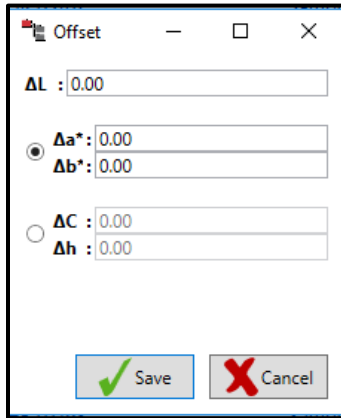 Offset
ΔL : 0.00
Δa*: 0.00
Δb*: 0.00
ΔC : 0.00
Δh : 0.00
Save Cancel